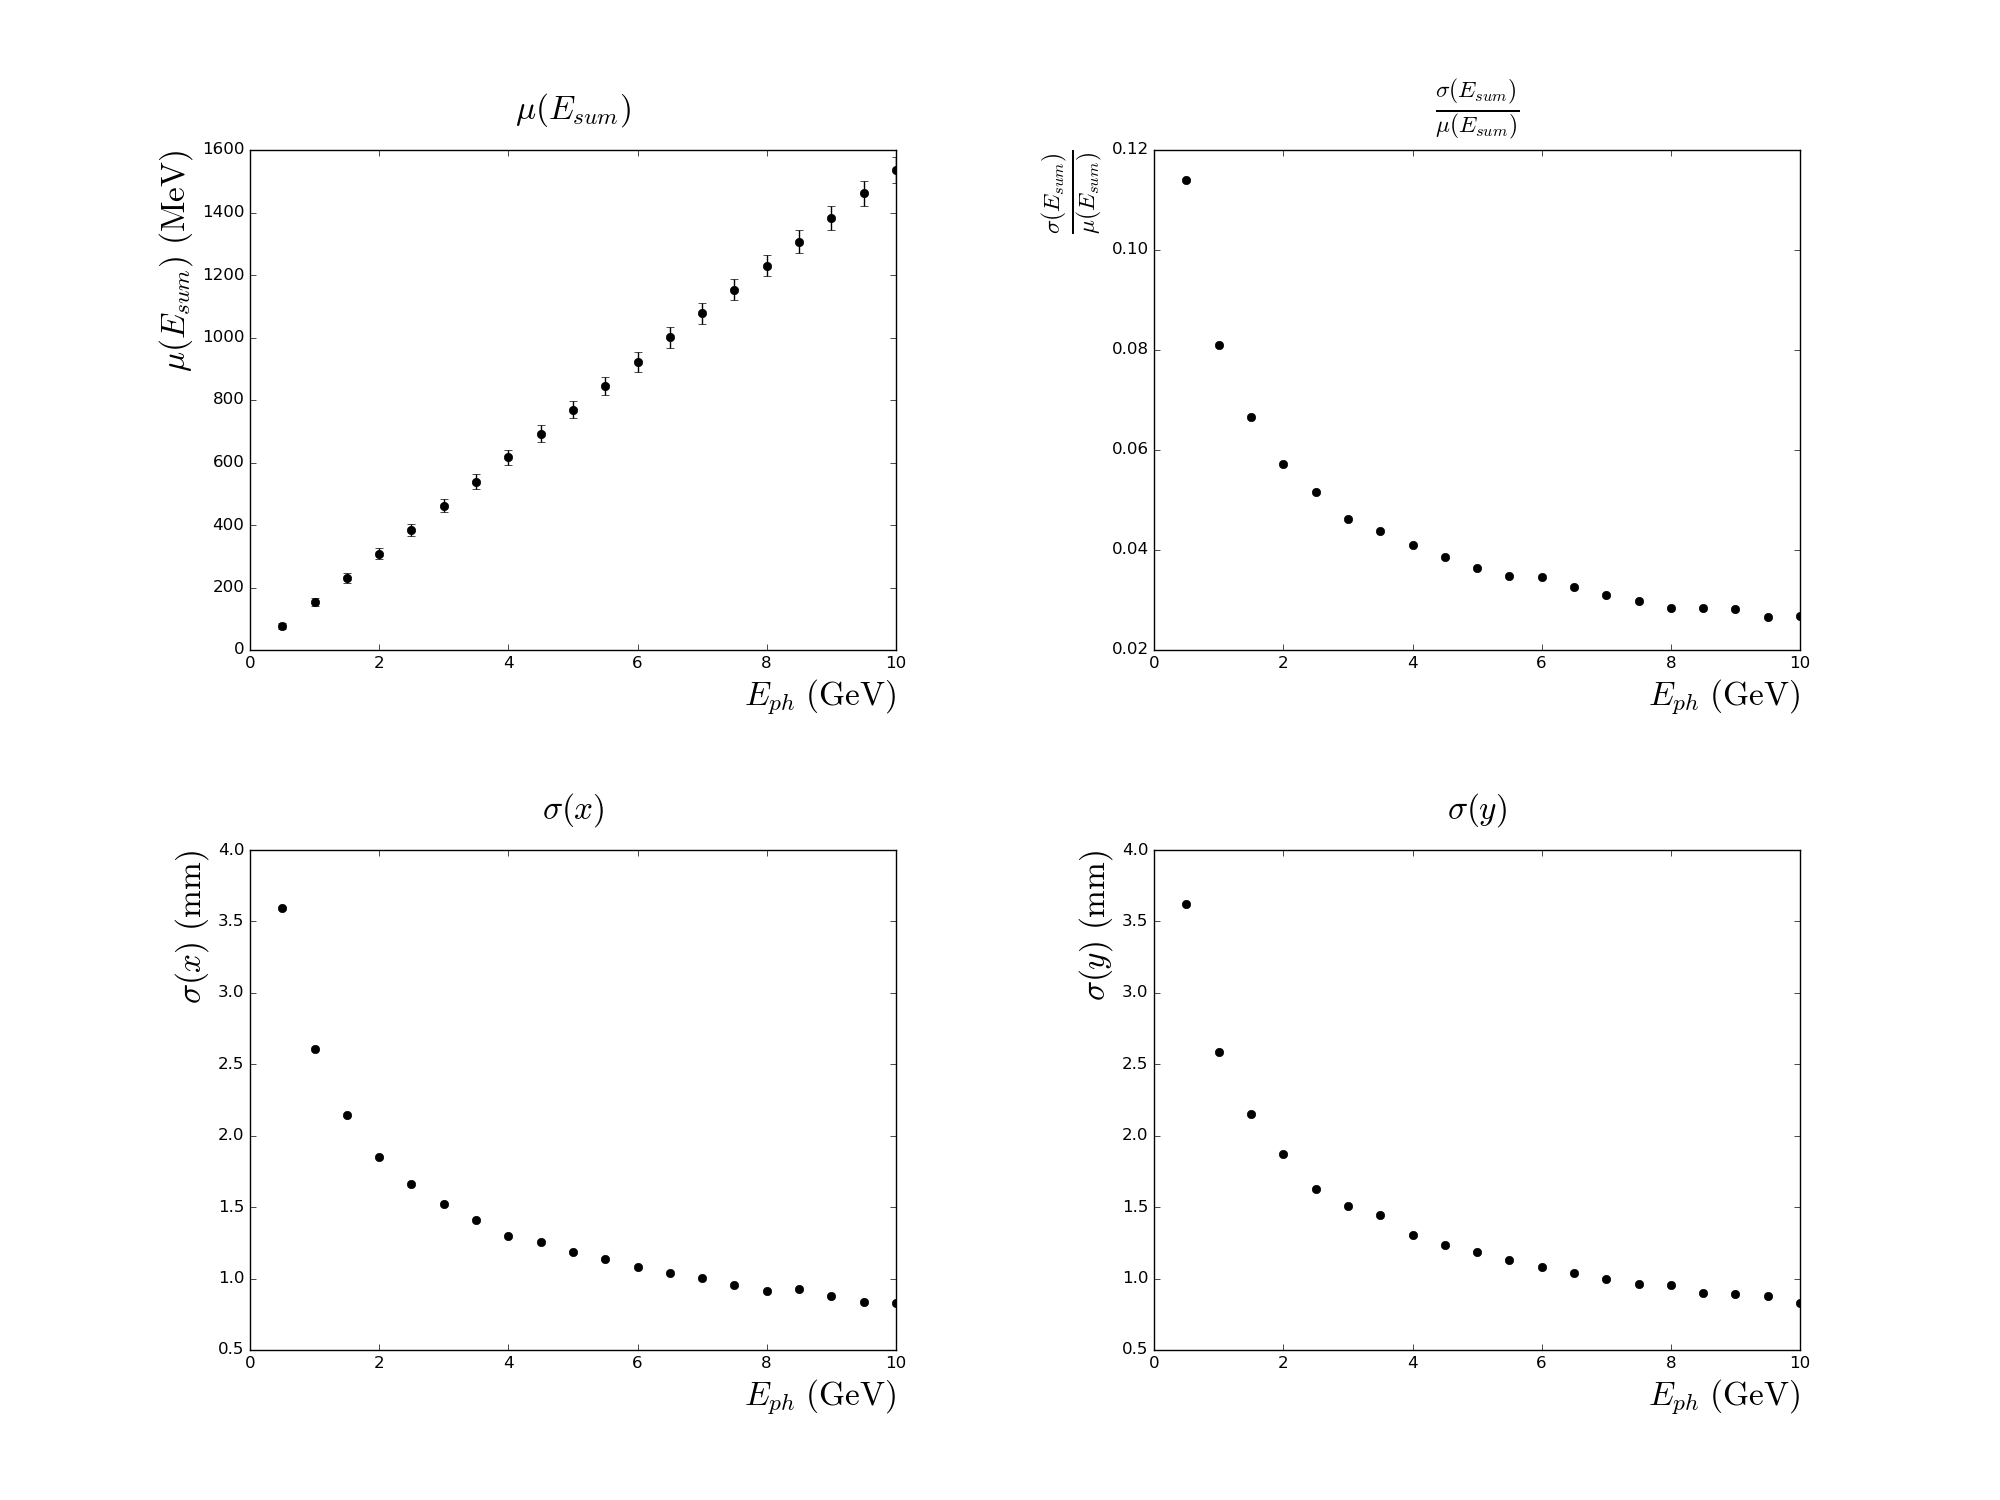 μ(E_sum)
μ(E_sum) (MeV)
1600
1400
1200
1000
800
600
400
200
0
0 2 4 6 8 10
E_ph (GeV)
σ(E_sum)
μ(E_sum)
σ(E_sum)
μ(E_sum)
0.12
0.10
0.08
0.06
0.04
0.02
0 2 4 6 8 10
E_ph (GeV)
σ(x)
σ(x) (mm)
4.0
3.5
3.0
2.5
2.0
1.5
1.0
0.5
0 2 4 6 8 10
E_ph (GeV)
σ(y)
σ(y) (mm)
4.0
3.5
3.0
2.5
2.0
1.5
1.0
0.5
0 2 4 6 8 10
E_ph (GeV)